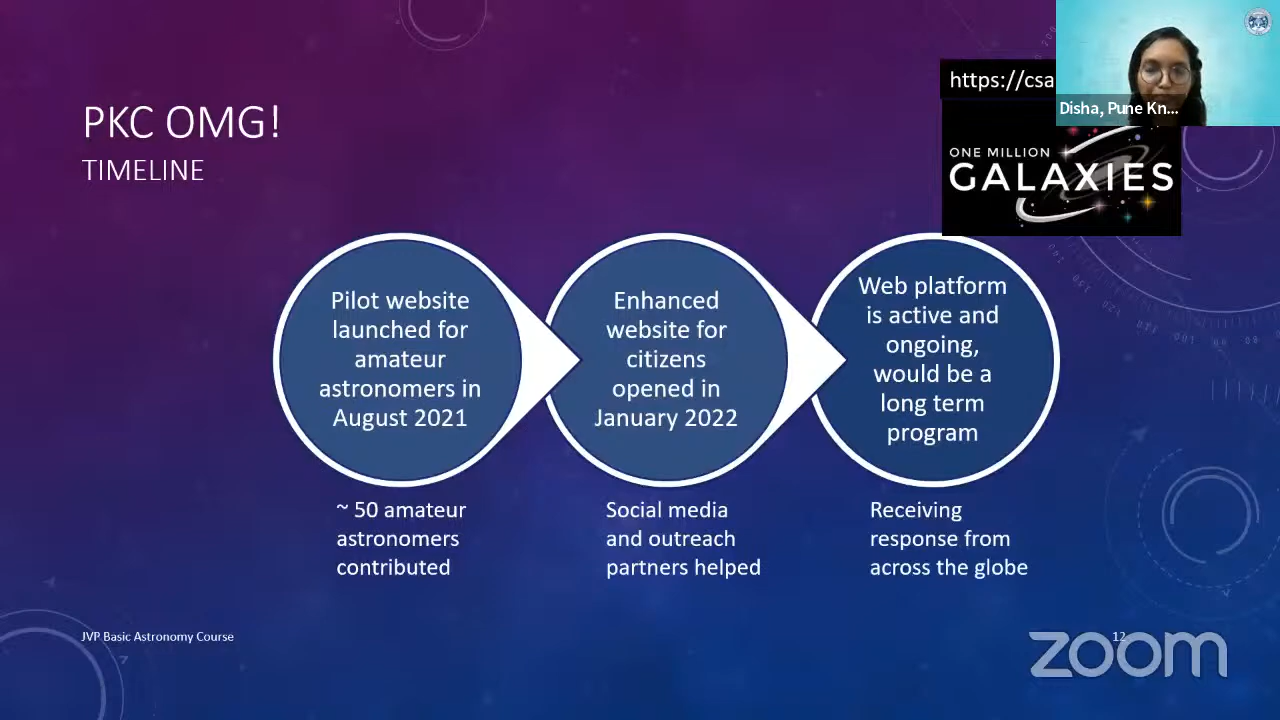 PKC OMG!
TIMELINE
https://csa
Disha, Pune Kn...
ONE MILLION
GALAXIES
Pilot website
launched for
amateur
astronomers in
August 2021
Enhanced
website for
citizens
opened in
January 2022
Web platform
is active and
ongoing,
would be a
long term
program
~ 50 amateur
astronomers
contributed
Social media
and outreach
partners helped
Receiving
response from
across the globe
JVP Basic Astronomy Course
12
zoom